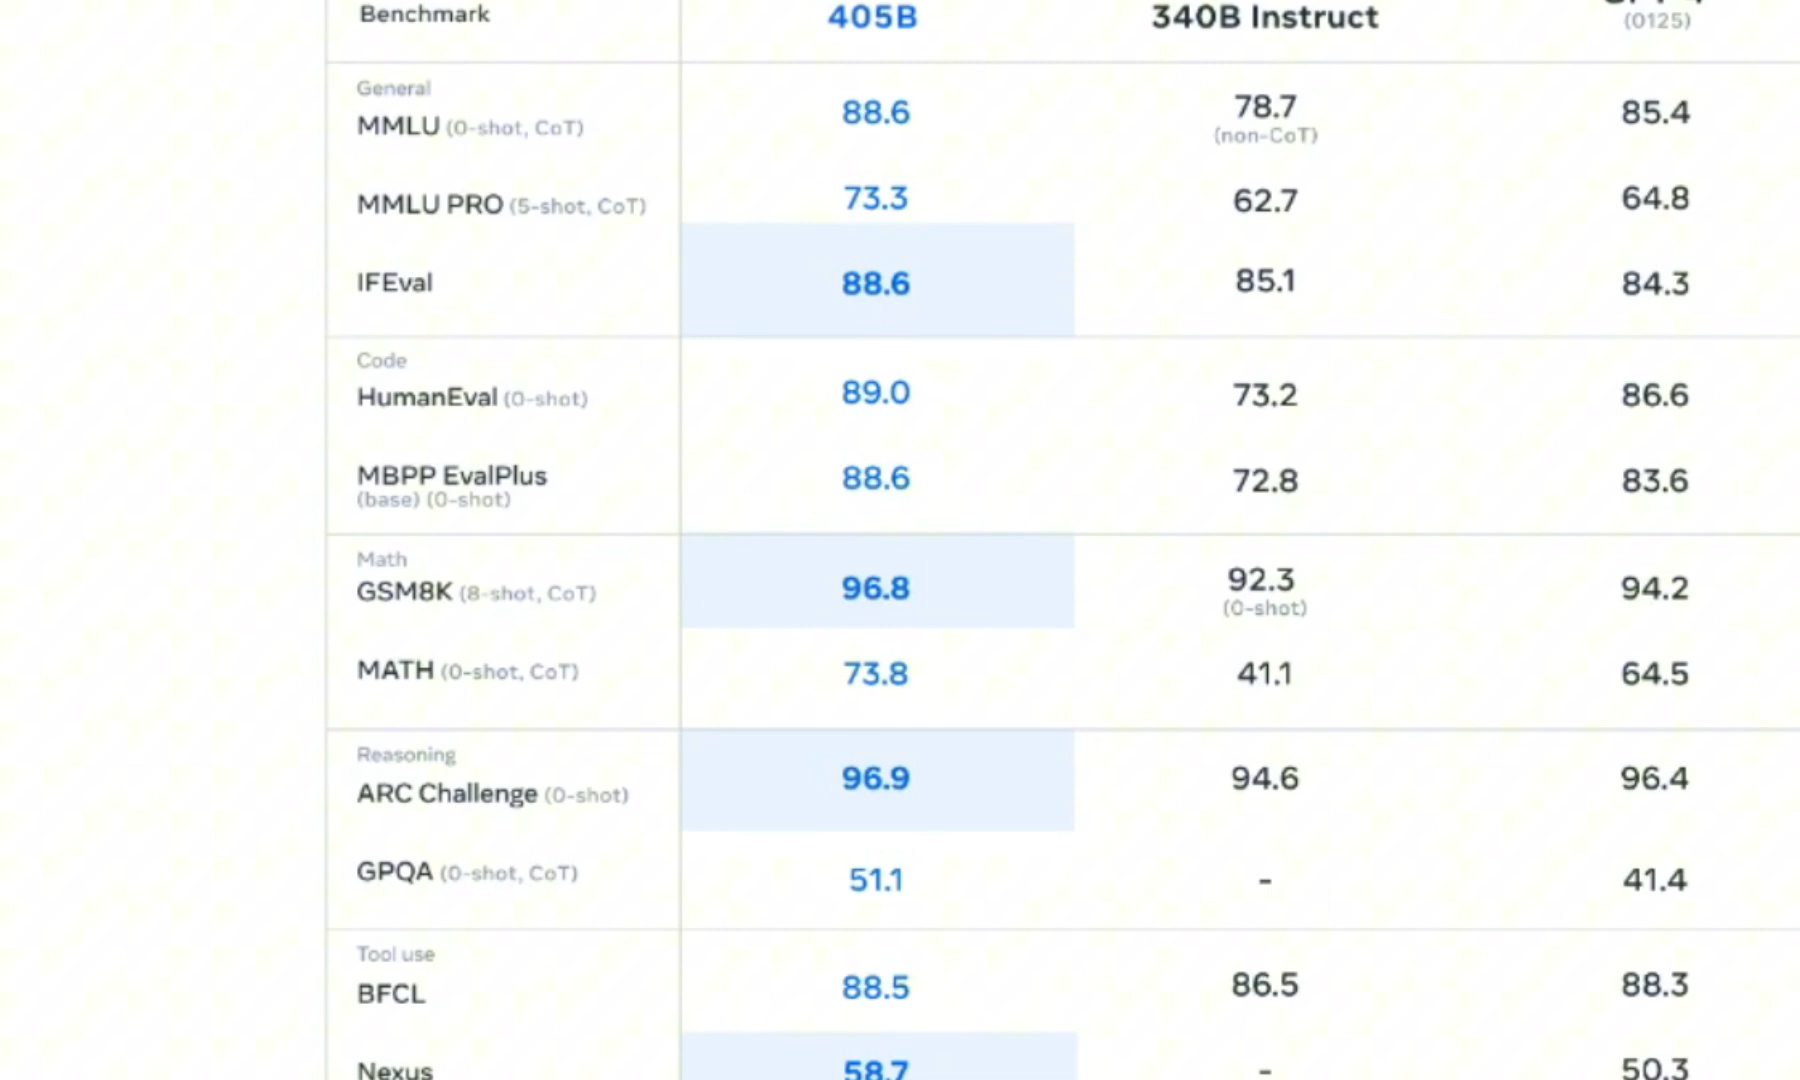 Benchmark 405B 340B Instruct
(0125)
General
MMLU (0-shot, CoT) 88.6 78.7 85.4
(non-CoT)
MMLU PRO (5-shot, CoT) 73.3 62.7 64.8
IFEval 88.6 85.1 84.3
Code
HumanEval (0-shot) 89.0 73.2 86.6
MBPP EvalPlus 88.6 72.8 83.6
(base) (0-shot)
Math
GSM8K (8-shot, CoT) 96.8 92.3 94.2
(0-shot)
MATH (0-shot, CoT) 73.8 41.1 64.5
Reasoning
ARC Challenge (0-shot) 96.9 94.6 96.4
GPQA (0-shot, CoT) 51.1 - 41.4
Tool use
BFCL 88.5 86.5 88.3
Nexus 58.7 - 50.3